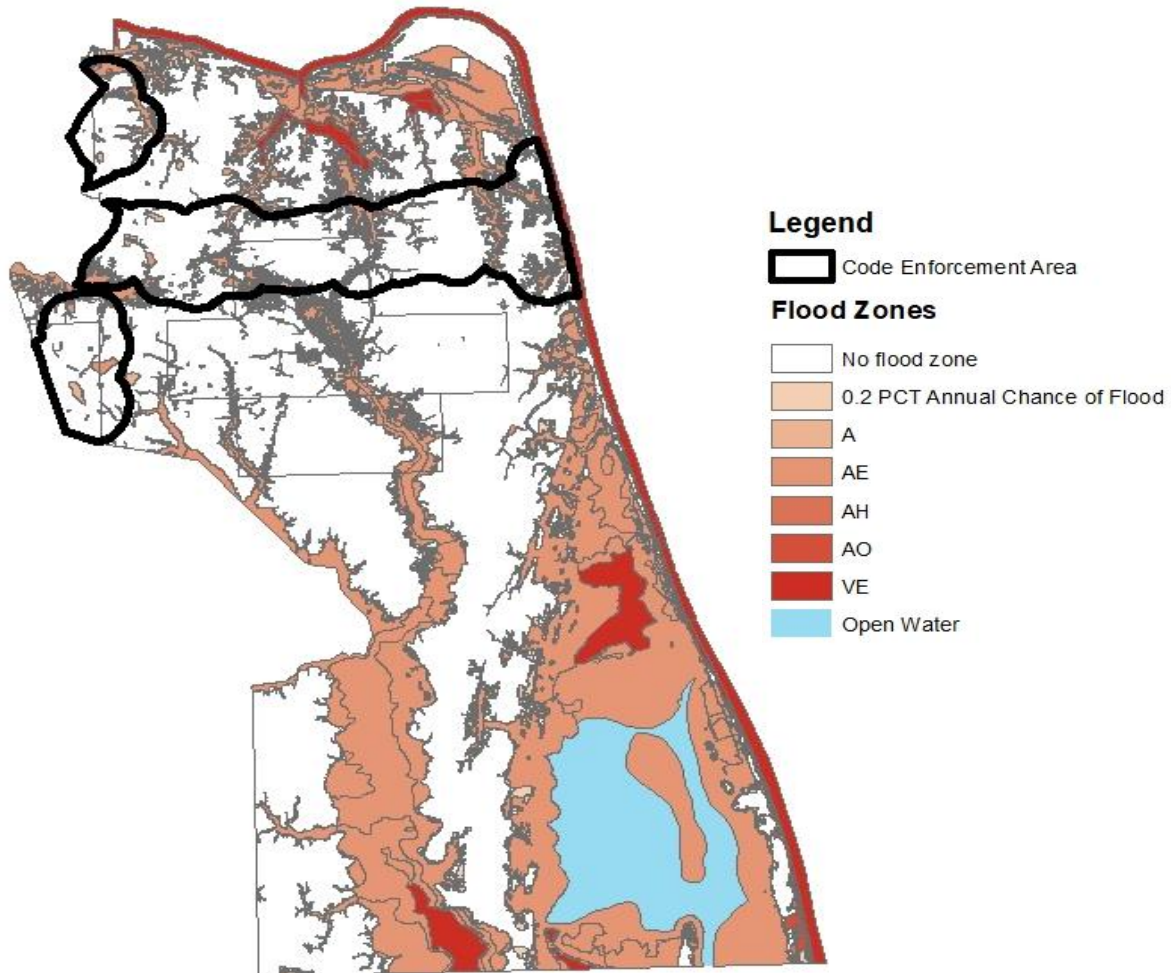 Legend
Code Enforcement Area
Flood Zones
No flood zone
0.2 PCT Annual Chance of Flood
A
AE
AH
AO
VE
Open Water